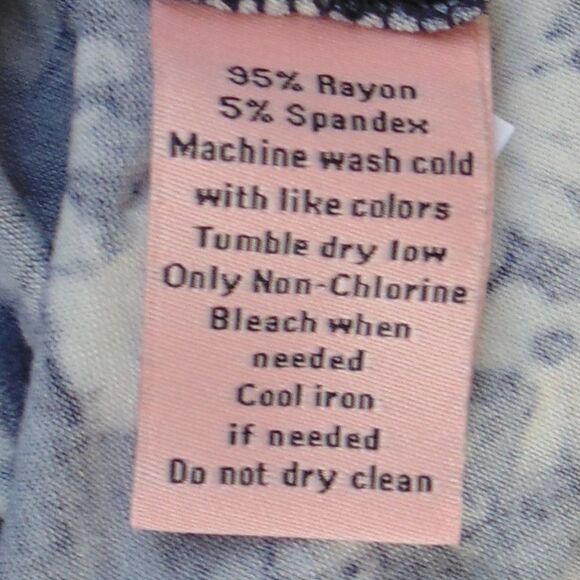 95% Rayon
5% Spandex
Machine wash cold
with like colors
Tumble dry low
Only Non-Chlorine
Bleach when
needed
Cool iron
if needed
Do not dry clean